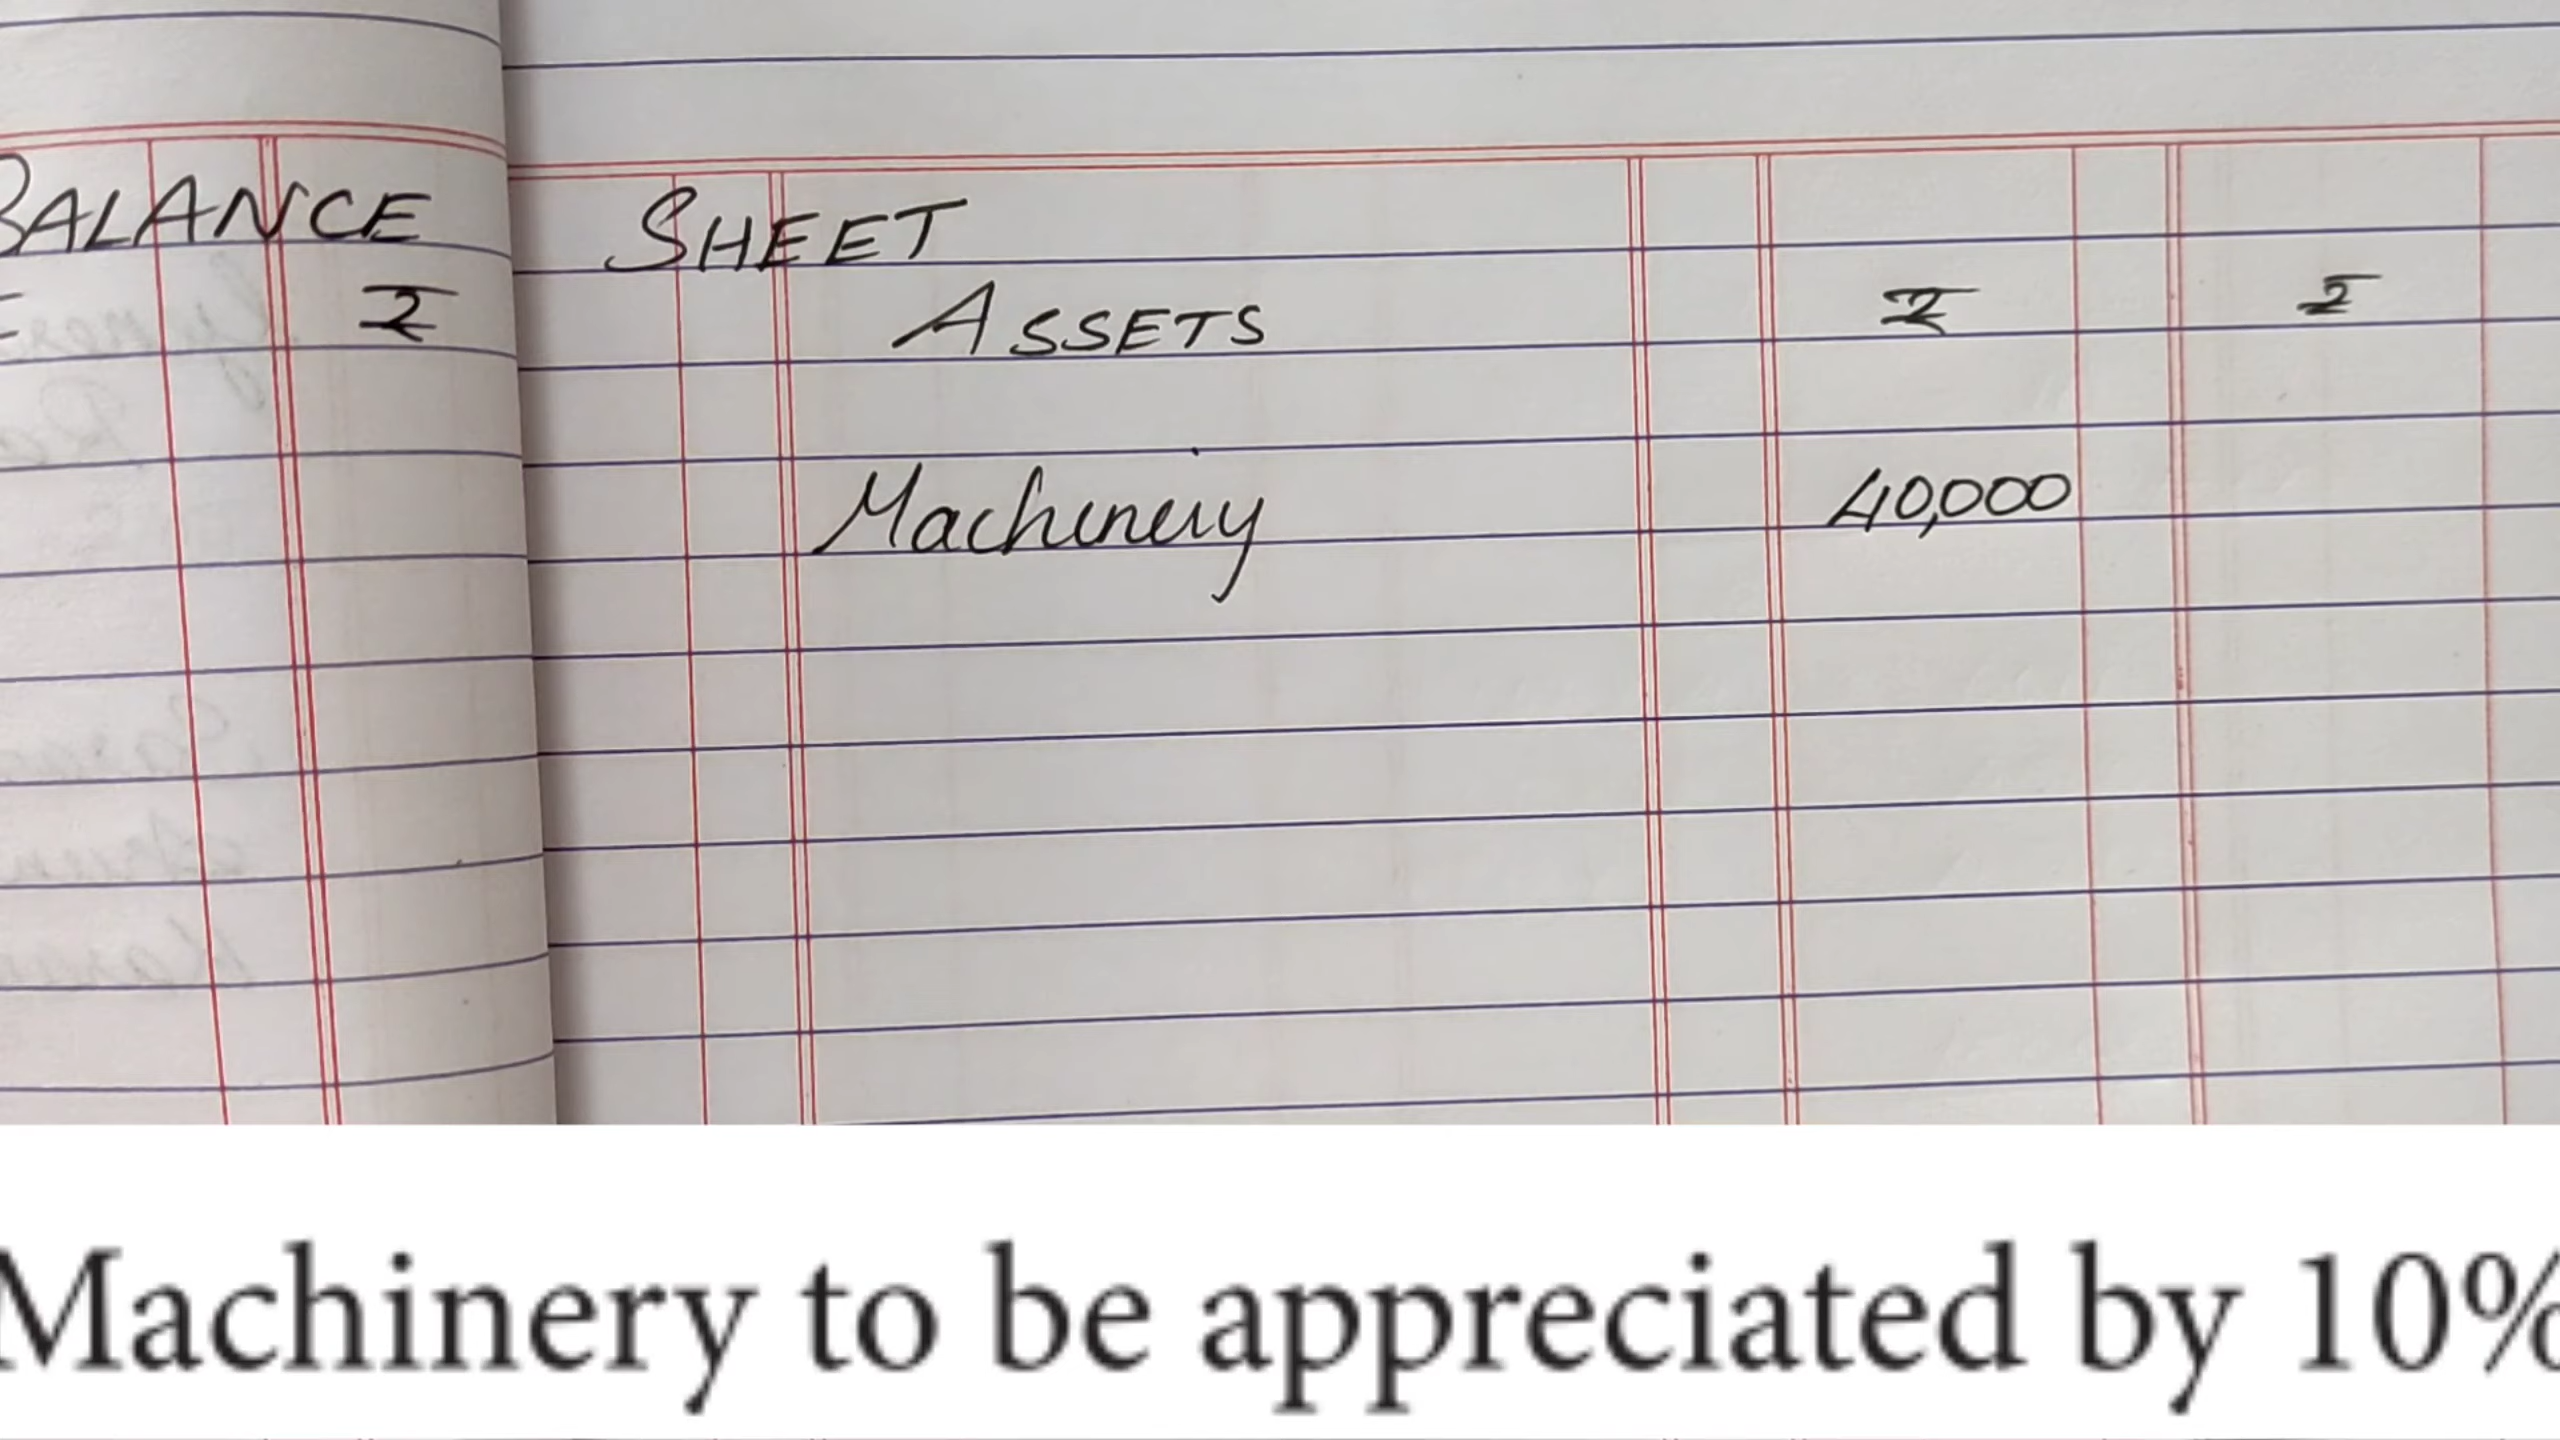 BALANCE SHEET
₹ ASSETS ₹ ₹
Machinery 40,000
Machinery to be appreciated by 10%